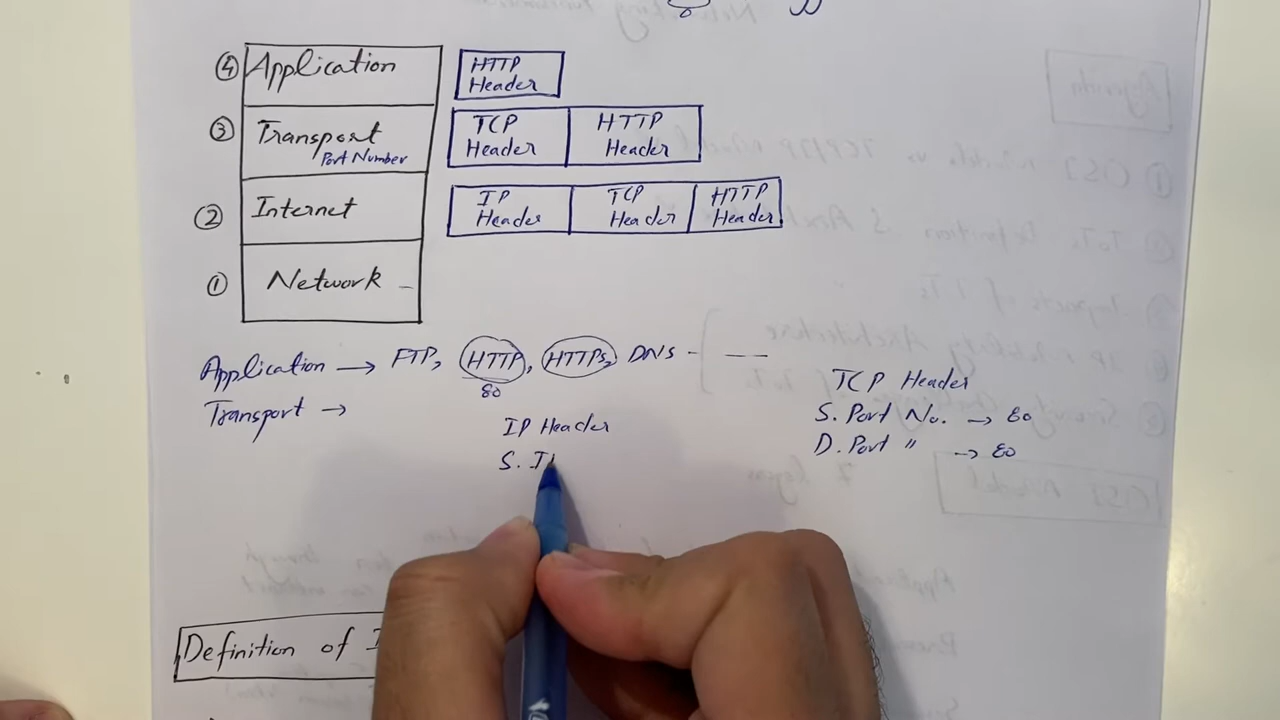 ④ Application HTTP Header
③ Transport Port Number TCP Header HTTP Header
② Internet IP Header TCP Header HTTP Header
① Network
Application → FTP, HTTP, HTTPs, DNS - — —
80
Transport →
TCP Header
S. Port No. → 80
D. Port " → 80
IP Header
S. I
Definition of I